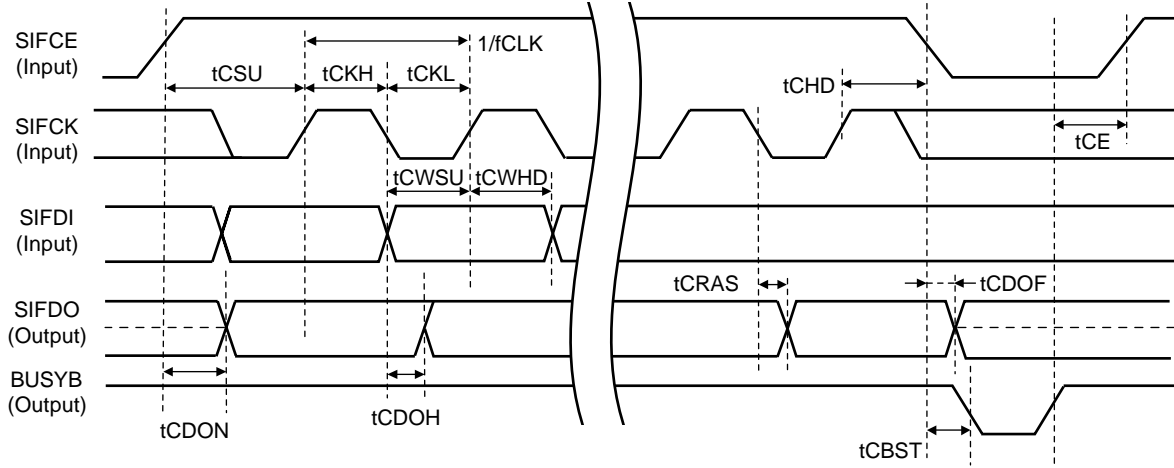 SIFCE
(Input)
1/fCLK
tCSU
tCKH
tCKL
tCHD
SIFCK
(Input)
tCE
tCWSU
tCWHD
SIFDI
(Input)
tCRAS
tCDOF
SIFDO
(Output)
BUSYB
(Output)
tCDON
tCDOH
tCBST